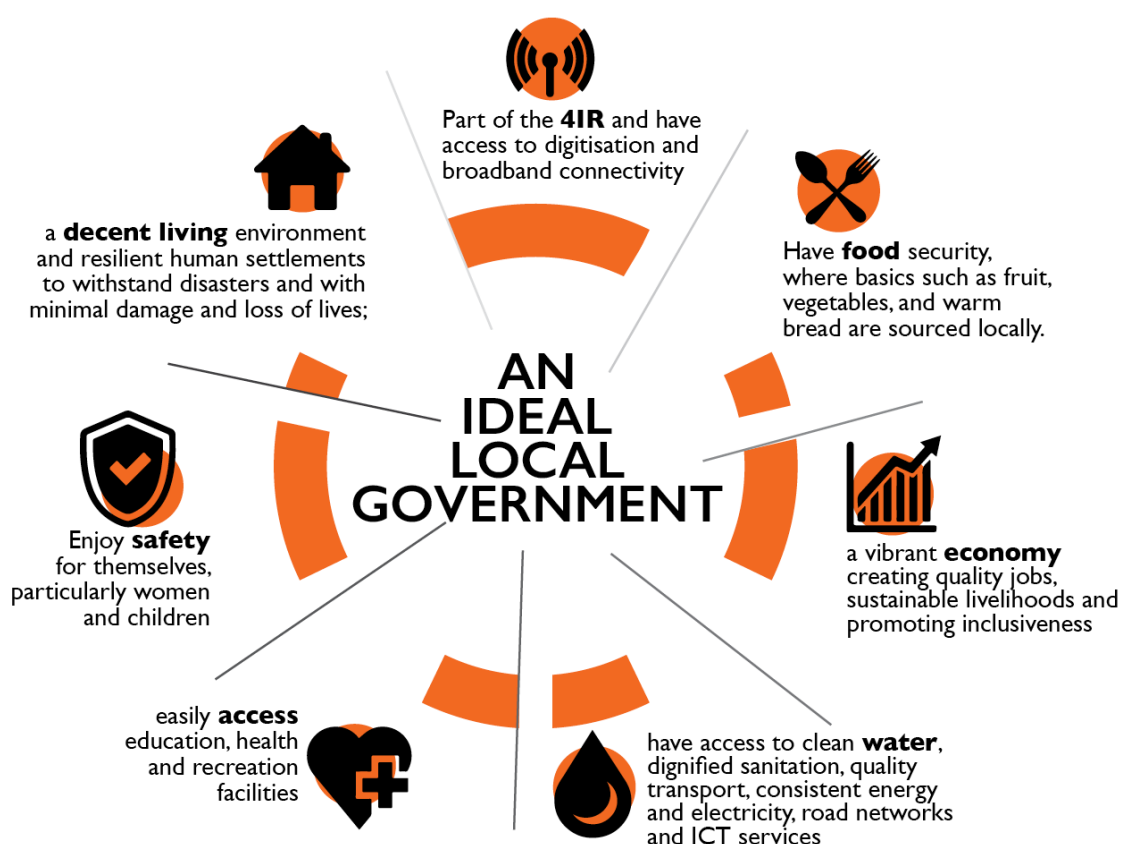 Part of the 4IR and have
access to digitisation and
broadband connectivity
Have food security,
where basics such as fruit,
vegetables, and warm
bread are sourced locally.
a vibrant economy
creating quality jobs,
sustainable livelihoods and
promoting inclusiveness
have access to clean water,
dignified sanitation, quality
transport, consistent energy
and electricity, road networks
and ICT services
easily access
education, health
and recreation
facilities
Enjoy safety
for themselves,
particularly women
and children
a decent living environment
and resilient human settlements
to withstand disasters and with
minimal damage and loss of lives;
AN
IDEAL
LOCAL
GOVERNMENT